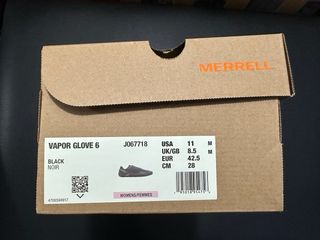 MERRELL
VAPOR GLOVE 6 J067718
BLACK
NOIR
USA 11 M
UK/GB 8.5 M
EUR 42.5
CM 28
WOMENS/FEMMES